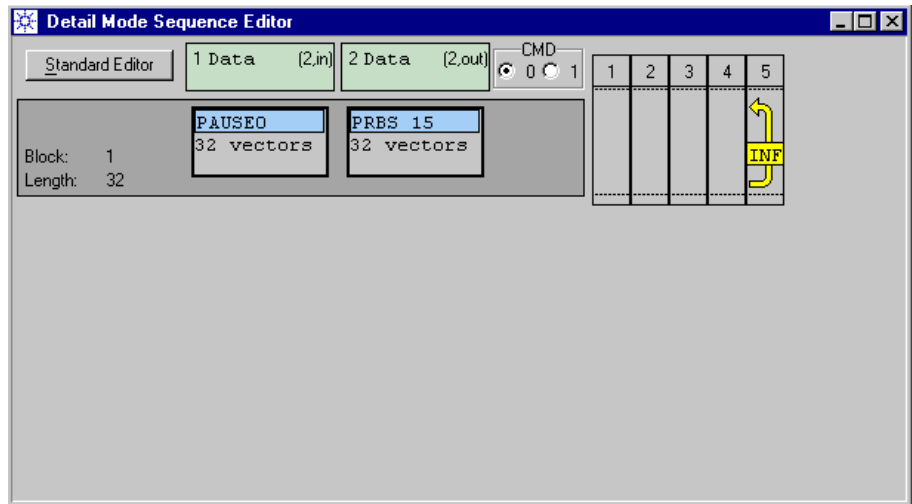 Detail Mode Sequence Editor
Standard Editor
1 Data (2,in)
2 Data (2,out)
CMD
0 1
1 2 3 4 5
PAUSE0
32 vectors
PRBS 15
32 vectors
Block: 1
Length: 32
INF